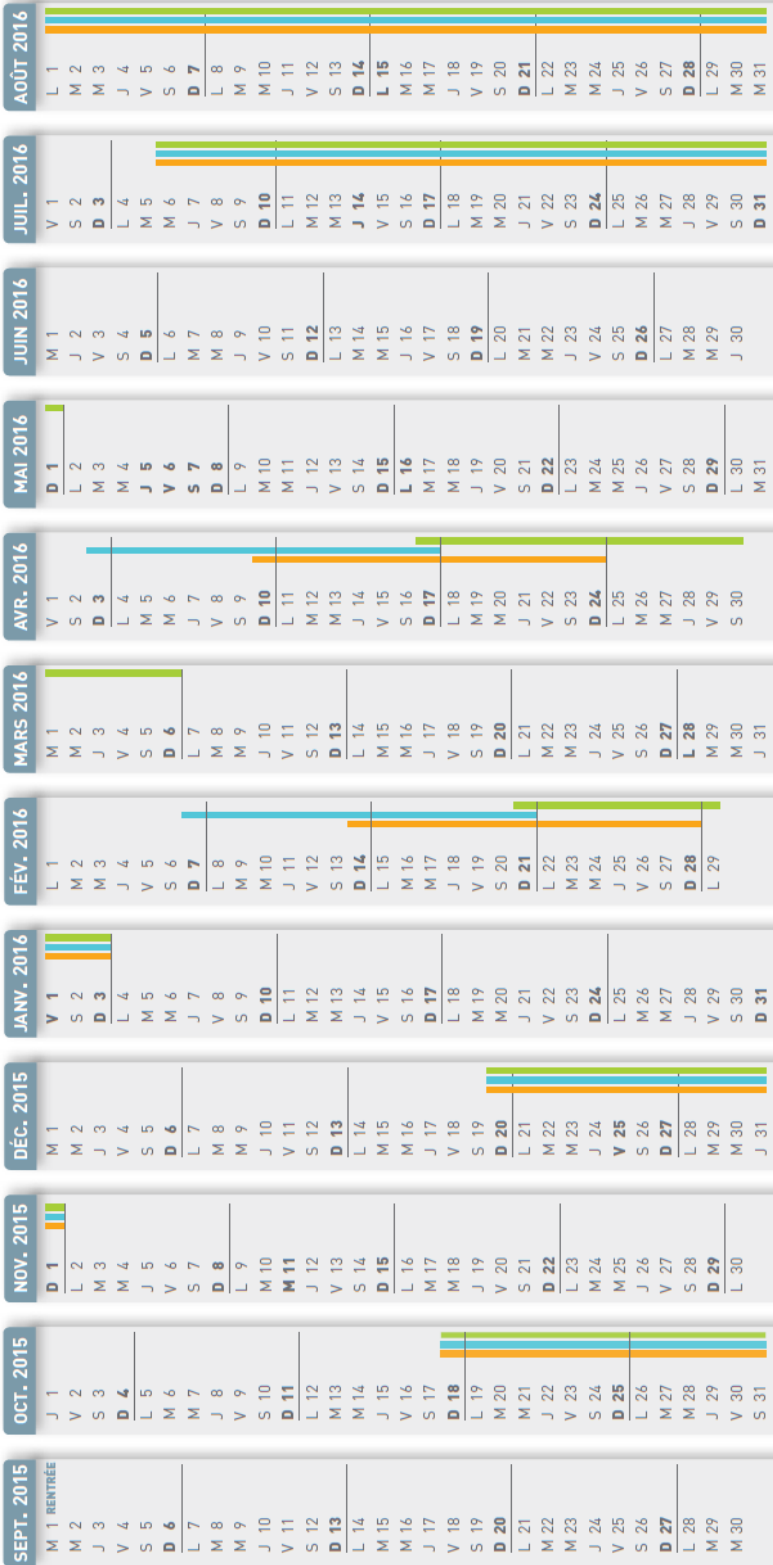 SEPT. 2015
M 1 RENTRÉE
M 2
J 3
V 4
S 5
D 6
L 7
M 8
M 9
J 10
V 11
S 12
D 13
L 14
M 15
M 16
J 17
V 18
S 19
D 20
L 21
M 22
M 23
J 24
V 25
S 26
D 27
L 28
M 29
M 30
OCT. 2015
J 1
V 2
S 3
D 4
L 5
M 6
M 7
J 8
V 9
S 10
D 11
L 12
M 13
M 14
J 15
V 16
S 17
D 18
L 19
M 20
M 21
J 22
V 23
S 24
D 25
L 26
M 27
M 28
J 29
V 30
S 31
NOV. 2015
D 1
L 2
M 3
M 4
J 5
V 6
S 7
D 8
L 9
M 10
M 11
J 12
V 13
S 14
D 15
L 16
M 17
M 18
J 19
V 20
S 21
D 22
L 23
M 24
M 25
J 26
V 27
S 28
D 29
L 30
DÉC. 2015
M 1
M 2
J 3
V 4
S 5
D 6
L 7
M 8
M 9
J 10
V 11
S 12
D 13
L 14
M 15
M 16
J 17
V 18
S 19
D 20
L 21
M 22
M 23
J 24
V 25
S 26
D 27
L 28
M 29
M 30
J 31
JANV. 2016
V 1
S 2
D 3
L 4
M 5
M 6
J 7
V 8
S 9
D 10
L 11
M 12
M 13
J 14
V 15
S 16
D 17
L 18
M 19
M 20
J 21
V 22
S 23
D 24
L 25
M 26
M 27
J 28
V 29
S 30
D 31
FÉV. 2016
L 1
M 2
M 3
J 4
V 5
S 6
D 7
L 8
M 9
M 10
J 11
V 12
S 13
D 14
L 15
M 16
M 17
J 18
V 19
S 20
D 21
L 22
M 23
M 24
J 25
V 26
S 27
D 28
L 29
MARS 2016
M 1
M 2
J 3
V 4
S 5
D 6
L 7
M 8
M 9
J 10
V 11
S 12
D 13
L 14
M 15
M 16
J 17
V 18
S 19
D 20
L 21
M 22
M 23
J 24
V 25
S 26
D 27
L 28
M 29
M 30
J 31
AVR. 2016
V 1
S 2
D 3
L 4
M 5
M 6
J 7
V 8
S 9
D 10
L 11
M 12
M 13
J 14
V 15
S 16
D 17
L 18
M 19
M 20
J 21
V 22
S 23
D 24
L 25
M 26
M 27
J 28
V 29
S 30
MAI 2016
D 1
L 2
M 3
M 4
J 5
V 6
S 7
D 8
L 9
M 10
M 11
J 12
V 13
S 14
D 15
L 16
M 17
M 18
J 19
V 20
S 21
D 22
L 23
M 24
M 25
J 26
V 27
S 28
D 29
L 30
M 31
JUIN 2016
M 1
J 2
V 3
S 4
D 5
L 6
M 7
M 8
J 9
V 10
S 11
D 12
L 13
M 14
M 15
J 16
V 17
S 18
D 19
L 20
M 21
M 22
J 23
V 24
S 25
D 26
L 27
M 28
M 29
J 30
JUIL. 2016
V 1
S 2
D 3
L 4
M 5
M 6
J 7
V 8
S 9
D 10
L 11
M 12
M 13
J 14
V 15
S 16
D 17
L 18
M 19
M 20
J 21
V 22
S 23
D 24
L 25
M 26
M 27
J 28
V 29
S 30
D 31
AOÛT 2016
L 1
M 2
M 3
J 4
V 5
S 6
D 7
L 8
M 9
M 10
J 11
V 12
S 13
D 14
L 15
M 16
M 17
J 18
V 19
S 20
D 21
L 22
M 23
M 24
J 25
V 26
S 27
D 28
L 29
M 30
M 31